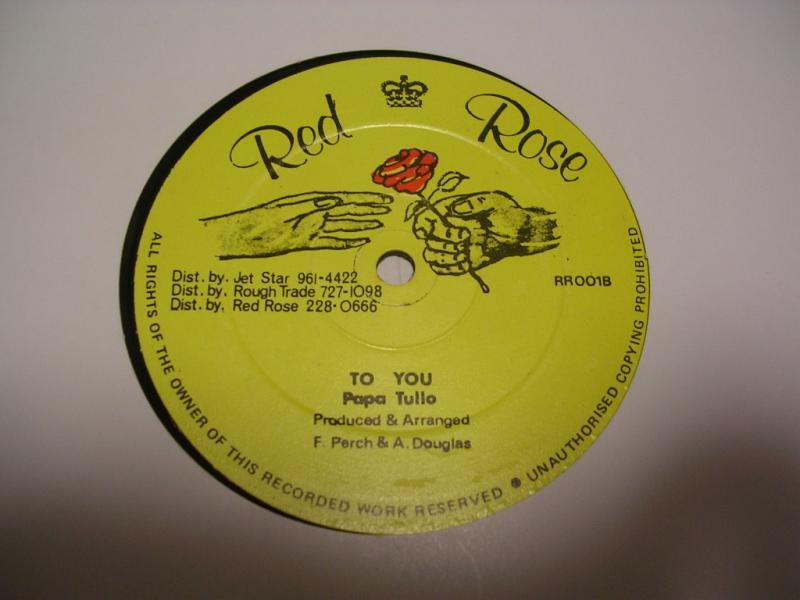 Red Rose
Dist. by. Jet Star 961-4422
Dist. by. Rough Trade 727-1098
Dist. by. Red Rose 228-0666
RR001B
TO YOU
Papa Tullo
Produced & Arranged
F. Perch & A. Douglas
ALL RIGHTS OF THE OWNER OF THIS RECORDED WORK RESERVED ● UNAUTHORISED COPYING PROHIBITED